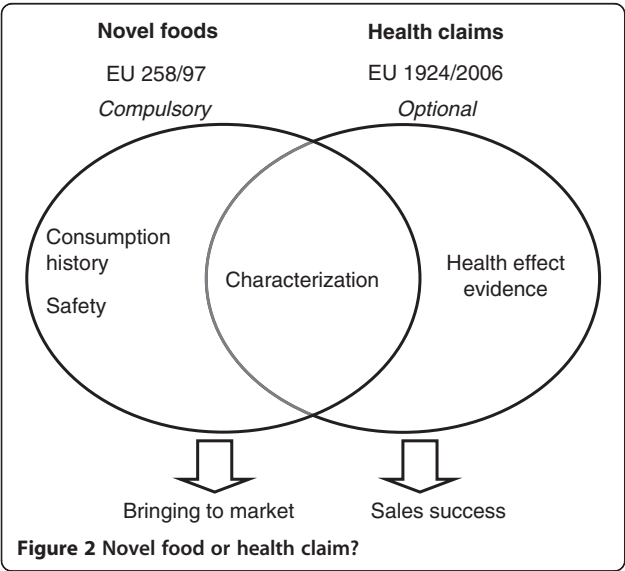 Novel foods
Health claims
EU 258/97
EU 1924/2006
Compulsory
Optional
Consumption
history
Safety
Characterization
Health effect
evidence
Bringing to market
Sales success
Figure 2 Novel food or health claim?